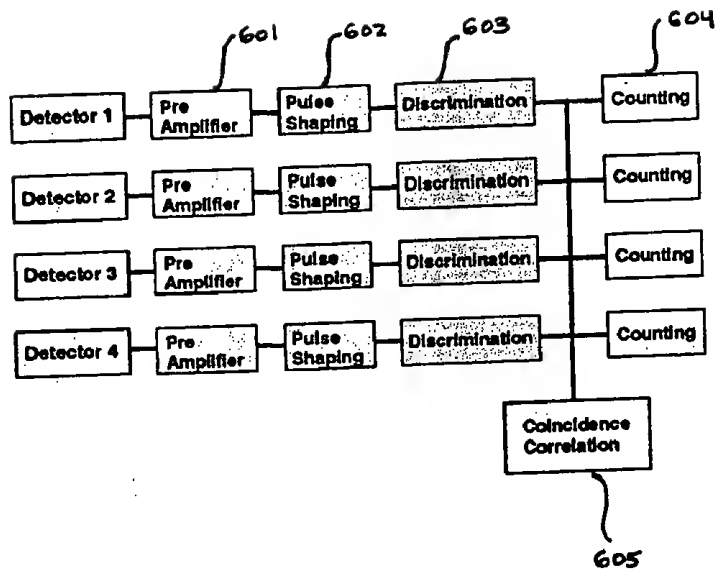 601
602
603
604
Detector 1
Pre
Amplifier
Pulse
Shaping
Discrimination
Counting
Detector 2
Pre
Amplifier
Pulse
Shaping
Discrimination
Counting
Detector 3
Pre
Amplifier
Pulse
Shaping
Discrimination
Counting
Detector 4
Pre
Amplifier
Pulse
Shaping
Discrimination
Counting
Coincidence
Correlation
605